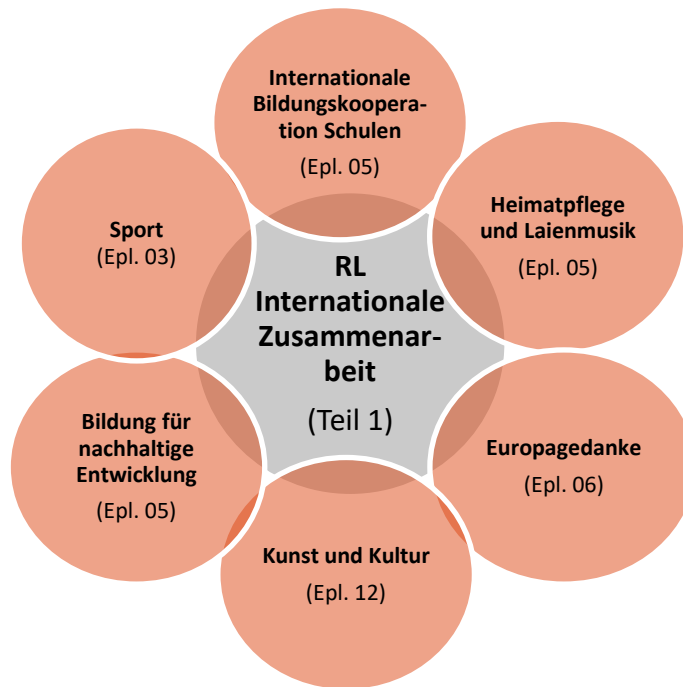 Internationale
Bildungskoopera-
tion Schulen
(Epl. 05)
Heimatpflege
und Laienmusik
(Epl. 05)
Europagedanke
(Epl. 06)
Kunst und Kultur
(Epl. 12)
Bildung für
nachhaltige
Entwicklung
(Epl. 05)
Sport
(Epl. 03)
RL
Internationale
Zusammenar-
beit
(Teil 1)